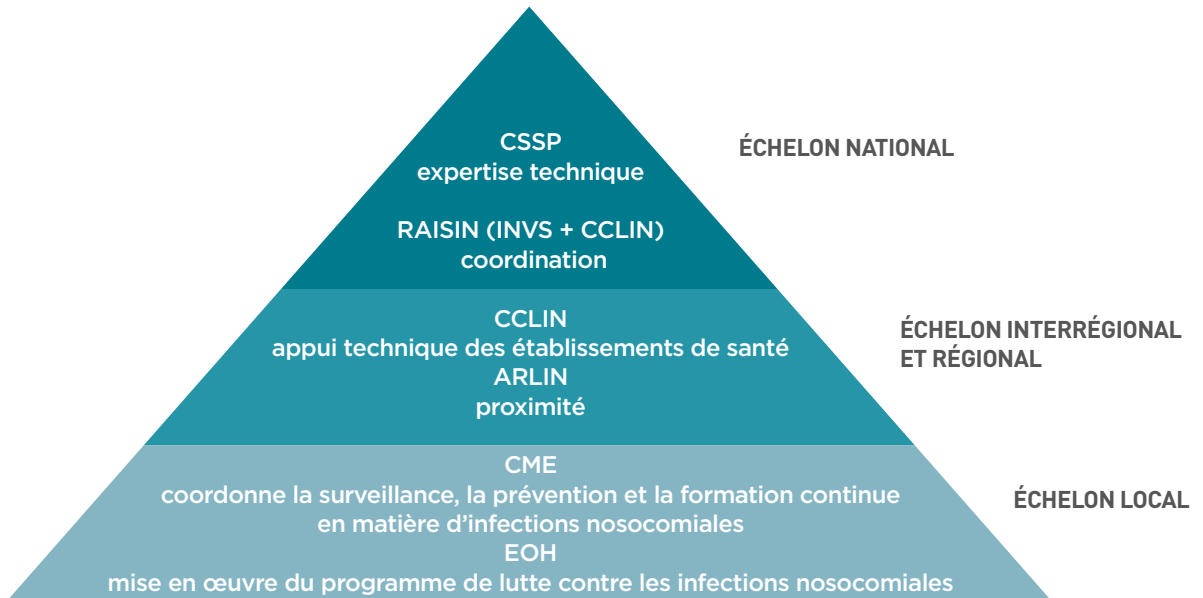 CSSP
expertise technique
RAISIN (INVS + CCLIN)
coordination
ÉCHELON NATIONAL
CCLIN
appui technique des établissements de santé
ARLIN
proximité
ÉCHELON INTERRÉGIONAL
ET RÉGIONAL
CME
coordonne la surveillance, la prévention et la formation continue
en matière d’infections nosocomiales
EOH
mise en œuvre du programme de lutte contre les infections nosocomiales
ÉCHELON LOCAL